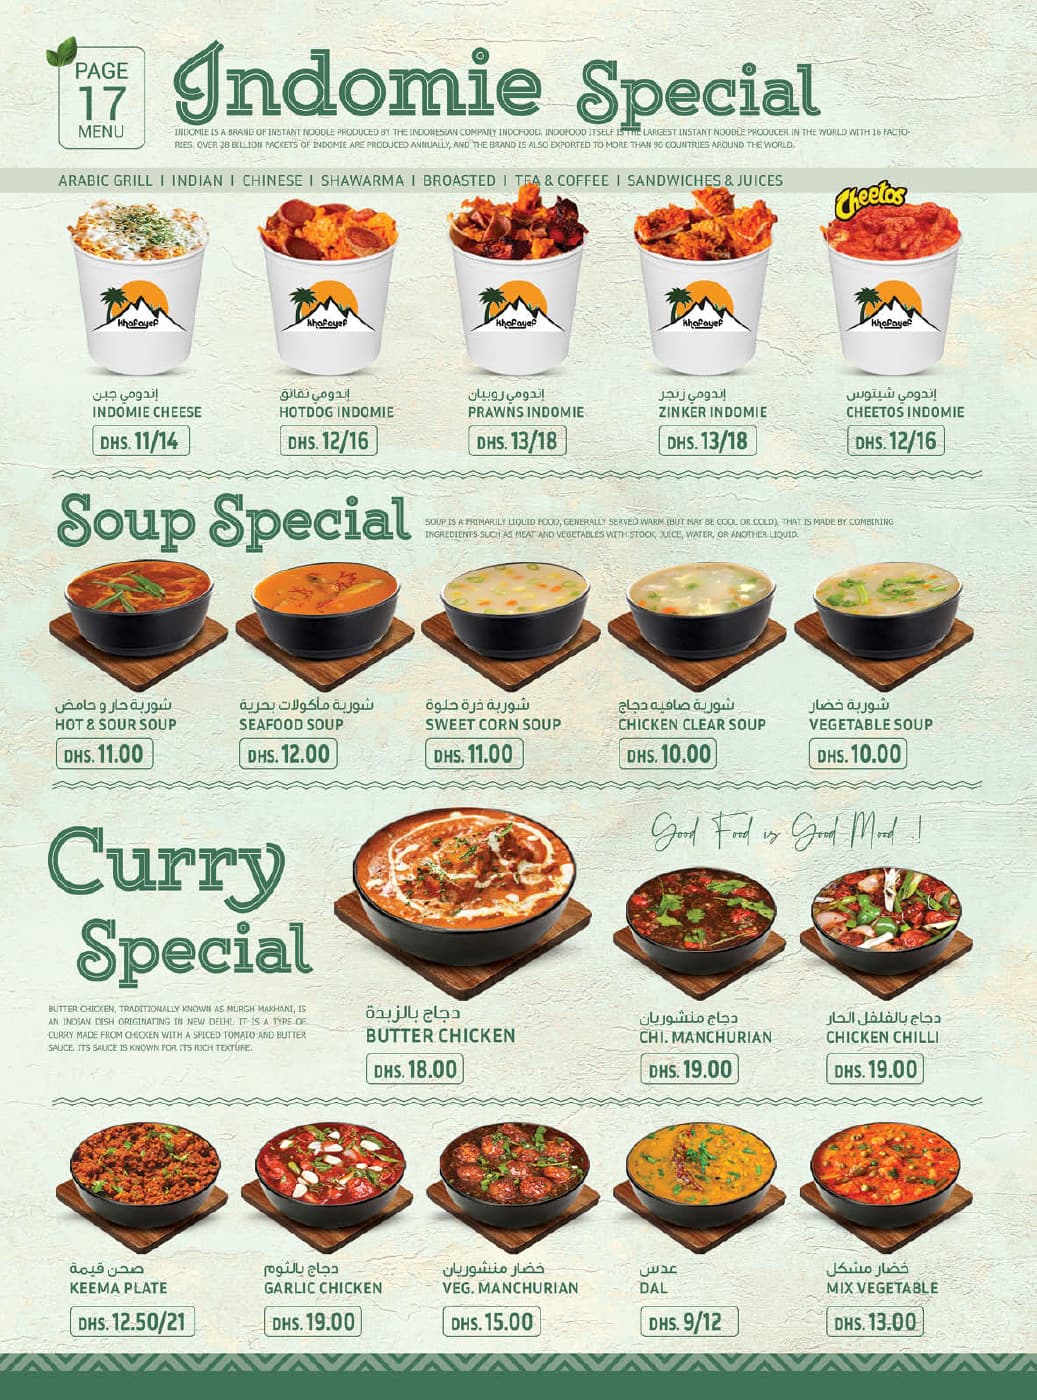 PAGE
17
MENU
Indomie Special
INDOMIE IS A BRAND OF INSTANT NOODLE PRODUCED BY THE INDONESIAN COMPANY INDOFOOD. INDOFOOD ITSELF IS THE LARGEST INSTANT NOODLE PRODUCER IN THE WORLD WITH 16 FACTO-
RIES. OVER 28 BILLION PACKETS OF INDOMIE ARE PRODUCED ANNUALLY, AND THE BRAND IS ALSO EXPORTED TO MORE THAN 90 COUNTRIES AROUND THE WORLD.
ARABIC GRILL I INDIAN I CHINESE I SHAWARMA I BROASTED I TEA & COFFEE I SANDWICHES & JUICES
Cheetos
Khafayef Khafayef Khafayef Khafayef Khafayef
إندومي جبن
INDOMIE CHEESE
DHS. 11/14
إندومي نقانق
HOTDOG INDOMIE
DHS. 12/16
إندومي روبيان
PRAWNS INDOMIE
DHS. 13/18
إندومي زنجر
ZINKER INDOMIE
DHS. 13/18
إندومي شيتوس
CHEETOS INDOMIE
DHS. 12/16
Soup Special
SOUP IS A PRIMARILY LIQUID FOOD, GENERALLY SERVED WARM (BUT MAY BE COOL OR COLD), THAT IS MADE BY COMBINING
INGREDIENTS SUCH AS MEAT AND VEGETABLES WITH STOCK, JUICE, WATER, OR ANOTHER LIQUID.
شوربة حار و حامض
HOT & SOUR SOUP
DHS. 11.00
شوربة مأكولات بحرية
SEAFOOD SOUP
DHS. 12.00
شوربة ذرة حلوة
SWEET CORN SOUP
DHS. 11.00
شوربة صافيه دجاج
CHICKEN CLEAR SOUP
DHS. 10.00
شوربة خضار
VEGETABLE SOUP
DHS. 10.00
Curry
Special
BUTTER CHICKEN, TRADITIONALLY KNOWN AS MURGH MAKHANI, IS
AN INDIAN DISH ORIGINATING IN NEW DELHI. IT IS A TYPE OF
CURRY MADE FROM CHICKEN WITH A SPICED TOMATO AND BUTTER
SAUCE. ITS SAUCE IS KNOWN FOR ITS RICH TEXTURE.
Good Food is Good Mood .!
دجاج بالزبدة
BUTTER CHICKEN
DHS. 18.00
دجاج منشوريان
CHI. MANCHURIAN
DHS. 19.00
دجاج بالفلفل الحار
CHICKEN CHILLI
DHS. 19.00
صحن قيمة
KEEMA PLATE
DHS. 12.50/21
دجاج بالثوم
GARLIC CHICKEN
DHS. 19.00
خضار منشوريان
VEG. MANCHURIAN
DHS. 15.00
عدس
DAL
DHS. 9/12
خضار مشكل
MIX VEGETABLE
DHS. 13.00